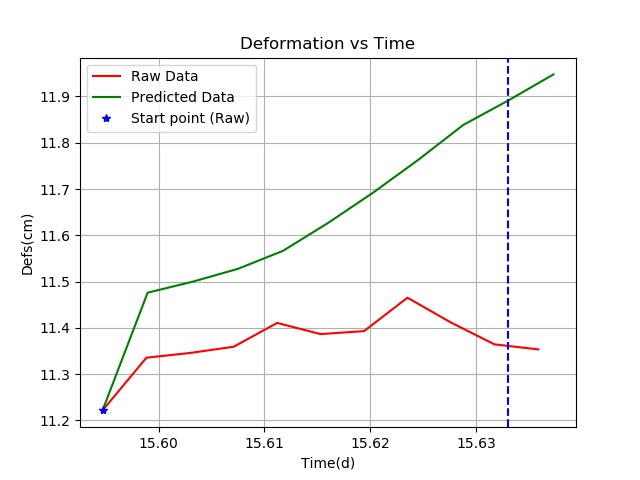 Deformation vs Time
Raw Data
Predicted Data
Start point (Raw)
11.9
11.8
11.7
11.6
11.5
11.4
11.3
11.2
Defs(cm)
15.60
15.61
15.62
15.63
Time(d)